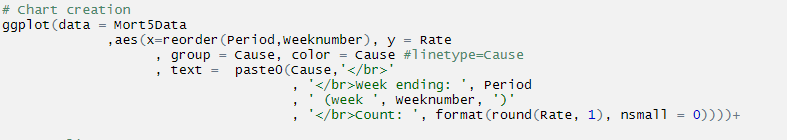 # Chart creation
ggplot(data = Mort5Data
,aes(x=reorder(Period,Weeknumber), y = Rate
, group = Cause, color = Cause #linetype=Cause
, text =  paste0(Cause,'</br>'
, '</br>Week ending: ', Period
, ' (week ', Weeknumber, ')'
, '</br>Count: ', format(round(Rate, 1), nsmall = 0))))+